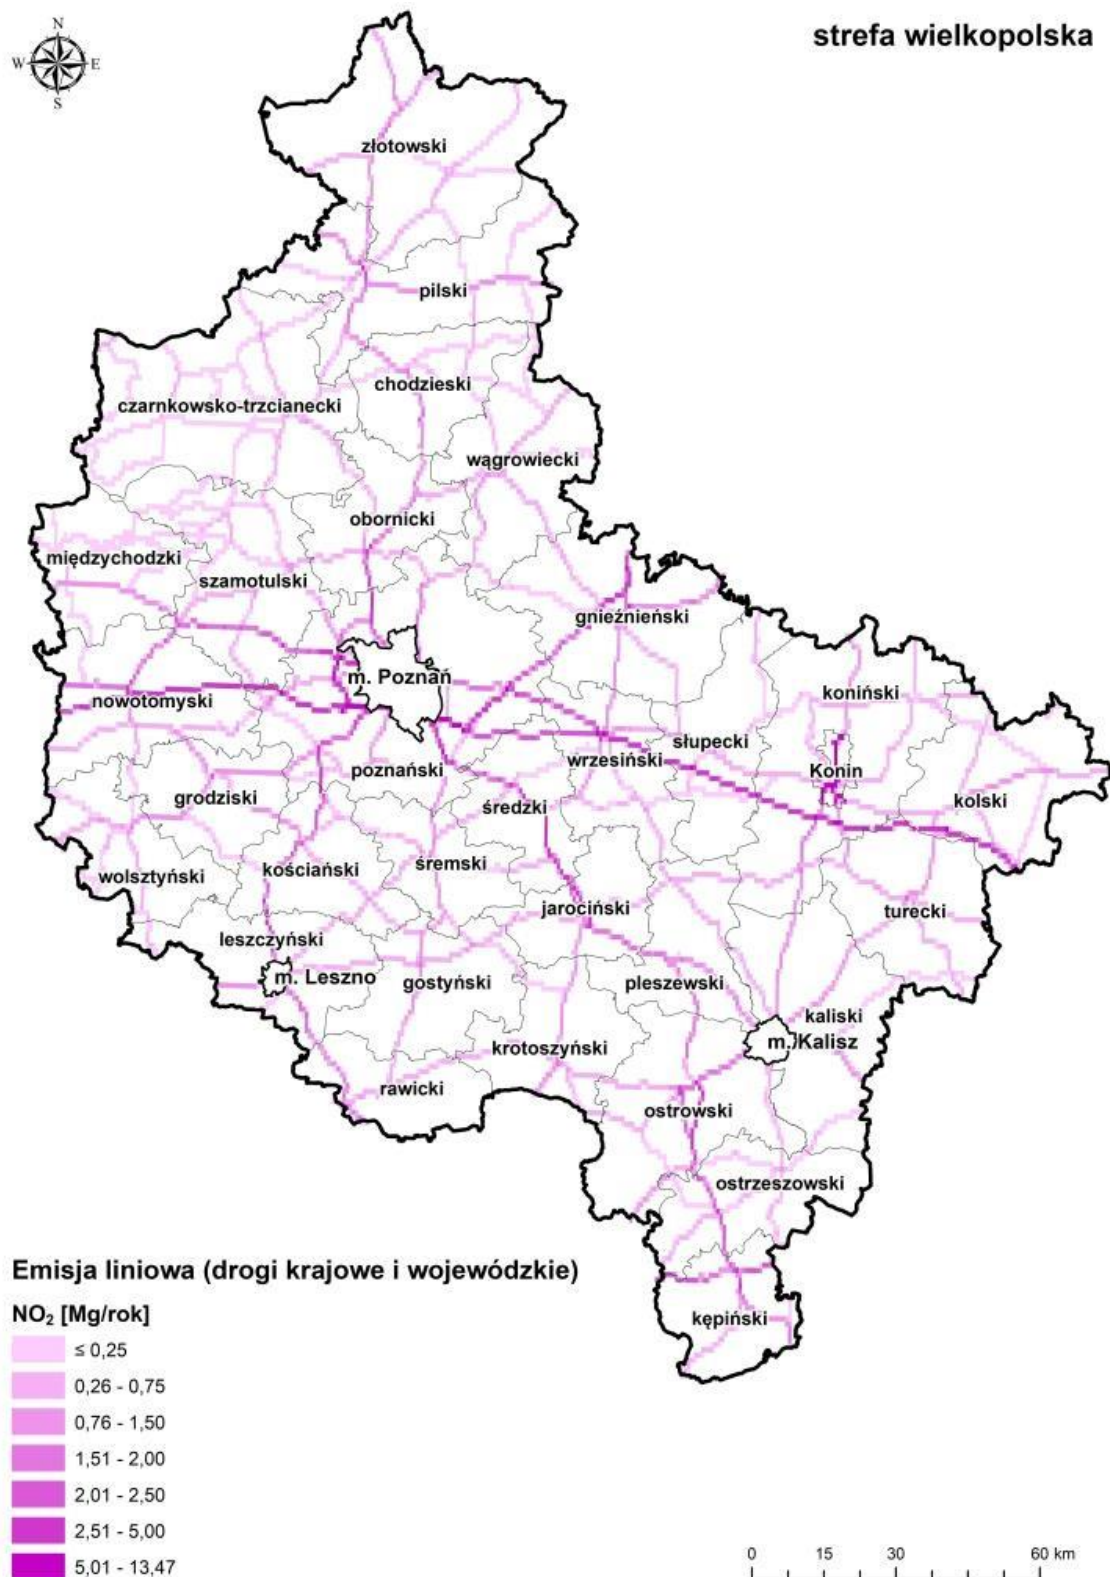 N
W E
S
strefa wielkopolska
złotowski
pilski
chodzieski
czarnkowsko-trzcianecki
wągrowiecki
obornicki
międzychodzki
szamotulski
gnieźnieński
m. Poznań
nowotomyski
koniński
słupecki
wrzesiński
poznański
Konin
grodziski
średzki
kolski
wolsztyński
kościański
śremski
jarociński
turecki
leszczyński
m. Leszno
gostyński
pleszewski
kaliski
m. Kalisz
krotoszyński
rawicki
ostrowski
ostrzeszowski
kępiński
Emisja liniowa (drogi krajowe i wojewódzkie)
NO₂ [Mg/rok]
≤ 0,25
0,26 - 0,75
0,76 - 1,50
1,51 - 2,00
2,01 - 2,50
2,51 - 5,00
5,01 - 13,47
0 15 30 60 km